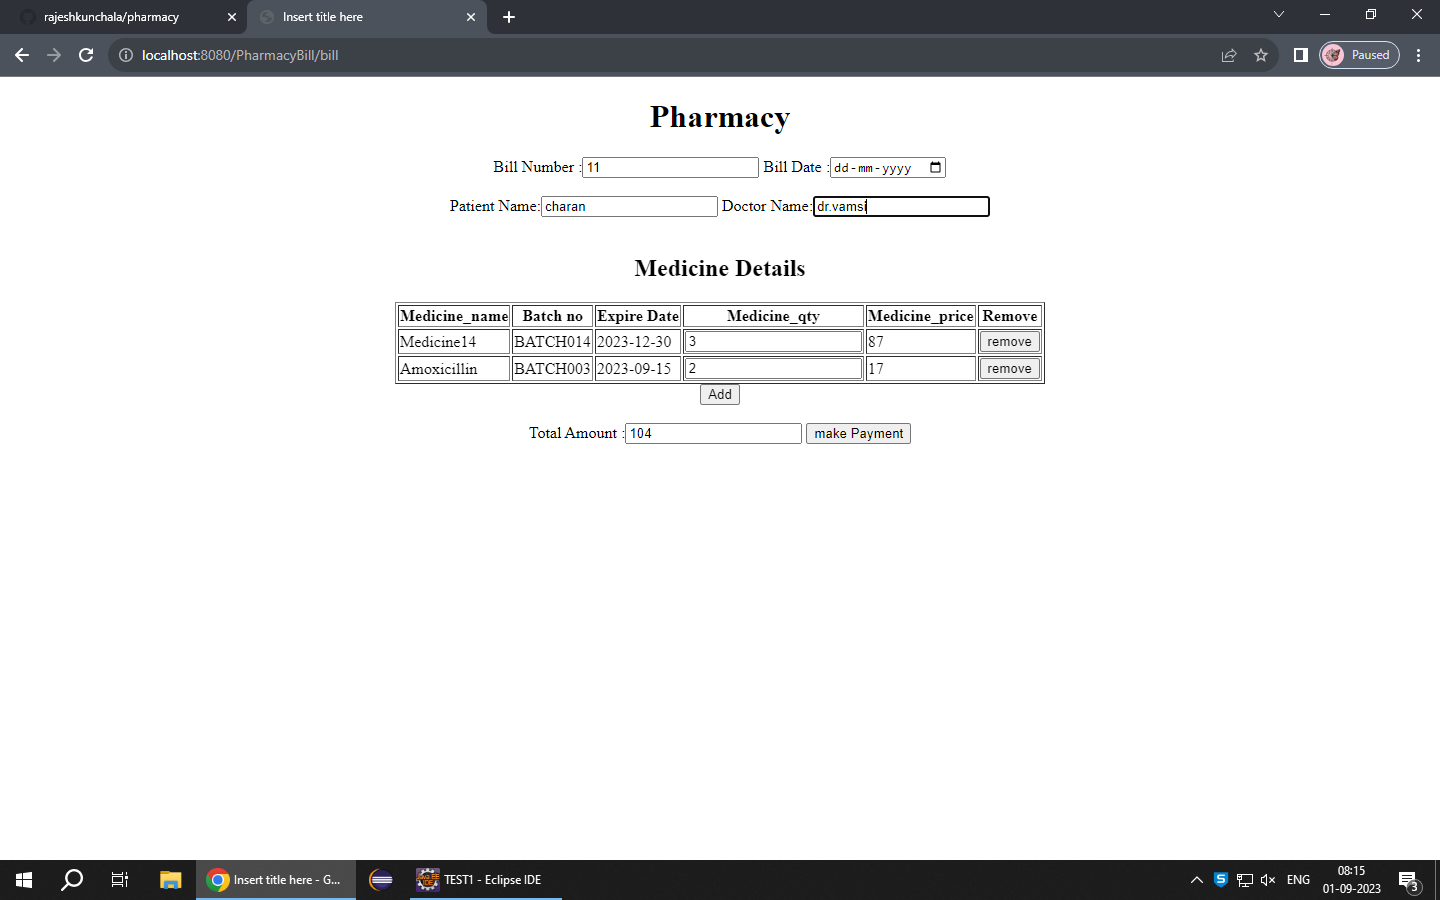 rajeshkunchala/pharmacy
Insert title here
localhost:8080/PharmacyBill/bill
Paused
Pharmacy
Bill Number : 11 Bill Date : dd-mm-yyyy
Patient Name: charan Doctor Name: dr.vamsi
Medicine Details
Medicine_name Batch no Expire Date Medicine_qty Medicine_price Remove
Medicine14 BATCH014 2023-12-30 3 87 remove
Amoxicillin BATCH003 2023-09-15 2 17 remove
Add
Total Amount : 104 make Payment
Insert title here - G...
TEST1 - Eclipse IDE
ENG
08:15
01-09-2023
3